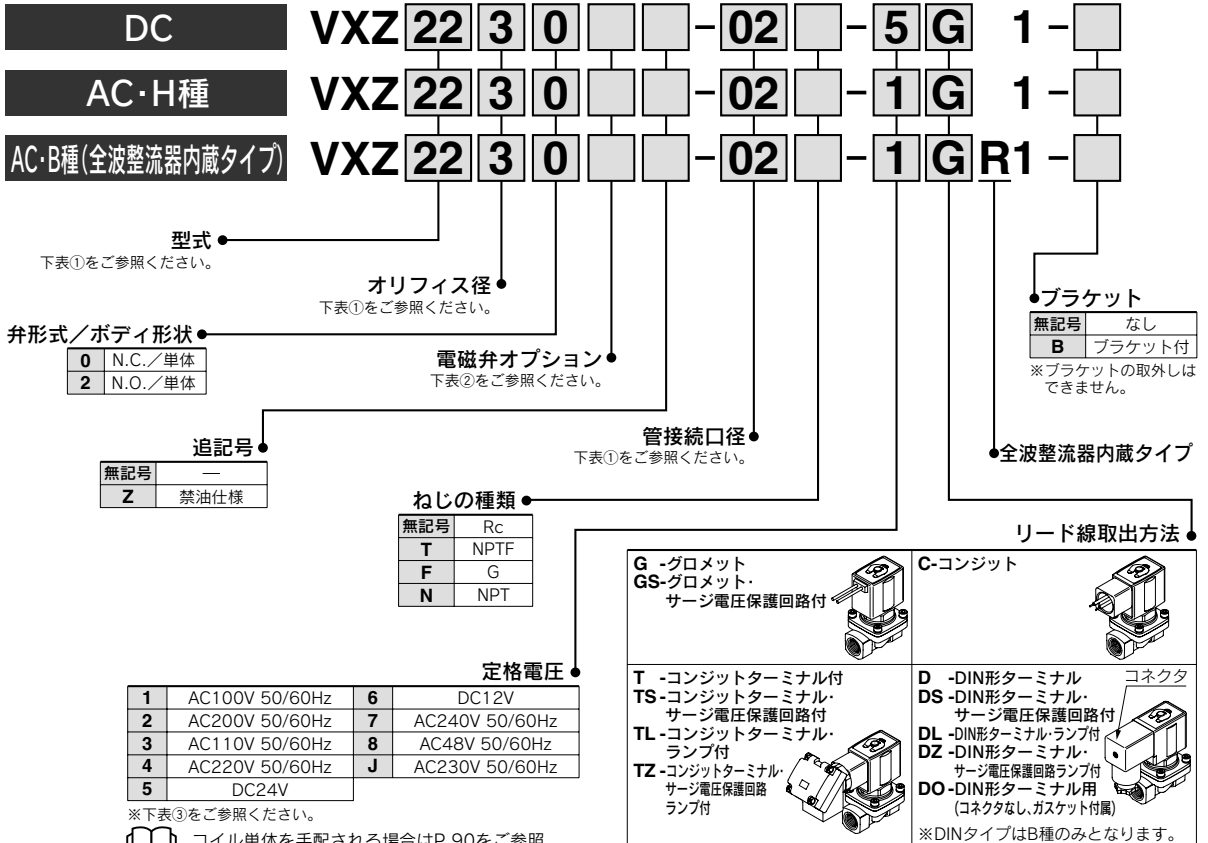 DC VXZ 22 3 0 - 02 - 5 G 1 -
AC・H種 VXZ 22 3 0 - 02 - 1 G 1 -
AC・B種(全波整流器内蔵タイプ) VXZ 22 3 0 - 02 - 1 G R1 -
型式
下表①をご参照ください。
オリフィス径
下表①をご参照ください。
弁形式／ボディ形状
0 N.C.／単体
2 N.O.／単体
電磁弁オプション
下表②をご参照ください。
追記号
無記号 —
Z 禁油仕様
管接続口径
下表①をご参照ください。
ねじの種類
無記号 Rc
T NPTF
F G
N NPT
ブラケット
無記号 なし
B ブラケット付
※ブラケットの取外しは
できません。
全波整流器内蔵タイプ
定格電圧
1 AC100V 50/60Hz 6 DC12V
2 AC200V 50/60Hz 7 AC240V 50/60Hz
3 AC110V 50/60Hz 8 AC48V 50/60Hz
4 AC220V 50/60Hz J AC230V 50/60Hz
5 DC24V
※下表③をご参照ください。
コイル単体を手配される場合はP.90をご参照
リード線取出方法
G -グロメット
GS-グロメット・
サージ電圧保護回路付
C-コンジット
T -コンジットターミナル付
TS-コンジットターミナル・
サージ電圧保護回路付
TL-コンジットターミナル・
ランプ付
TZ-コンジットターミナル・
サージ電圧保護回路
ランプ付
D -DIN形ターミナル
コネクタ
DS-DIN形ターミナル・
サージ電圧保護回路付
DL-DIN形ターミナル・ランプ付
DZ-DIN形ターミナル・
サージ電圧保護回路ランプ付
DO-DIN形ターミナル用
(コネクタなし、ガスケット付属)
※DINタイプはB種のみとなります。